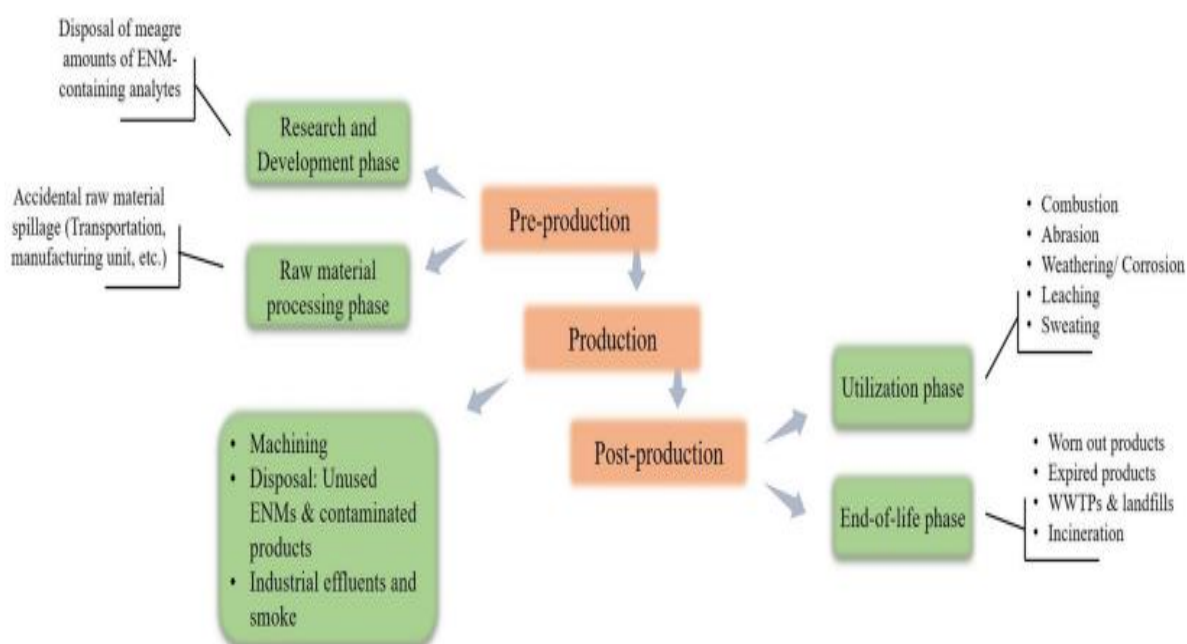 Disposal of meagre
amounts of ENM-
containing analytes
Research and
Development phase
Accidental raw material
spillage (Transportation,
manufacturing unit, etc.)
Raw material
processing phase
Pre-production
Production
Post-production
• Machining
• Disposal: Unused
ENMs & contaminated
products
• Industrial effluents and
smoke
Utilization phase
• Combustion
• Abrasion
• Weathering/ Corrosion
• Leaching
• Sweating
End-of-life phase
• Worn out products
• Expired products
• WWTPs & landfills
• Incineration